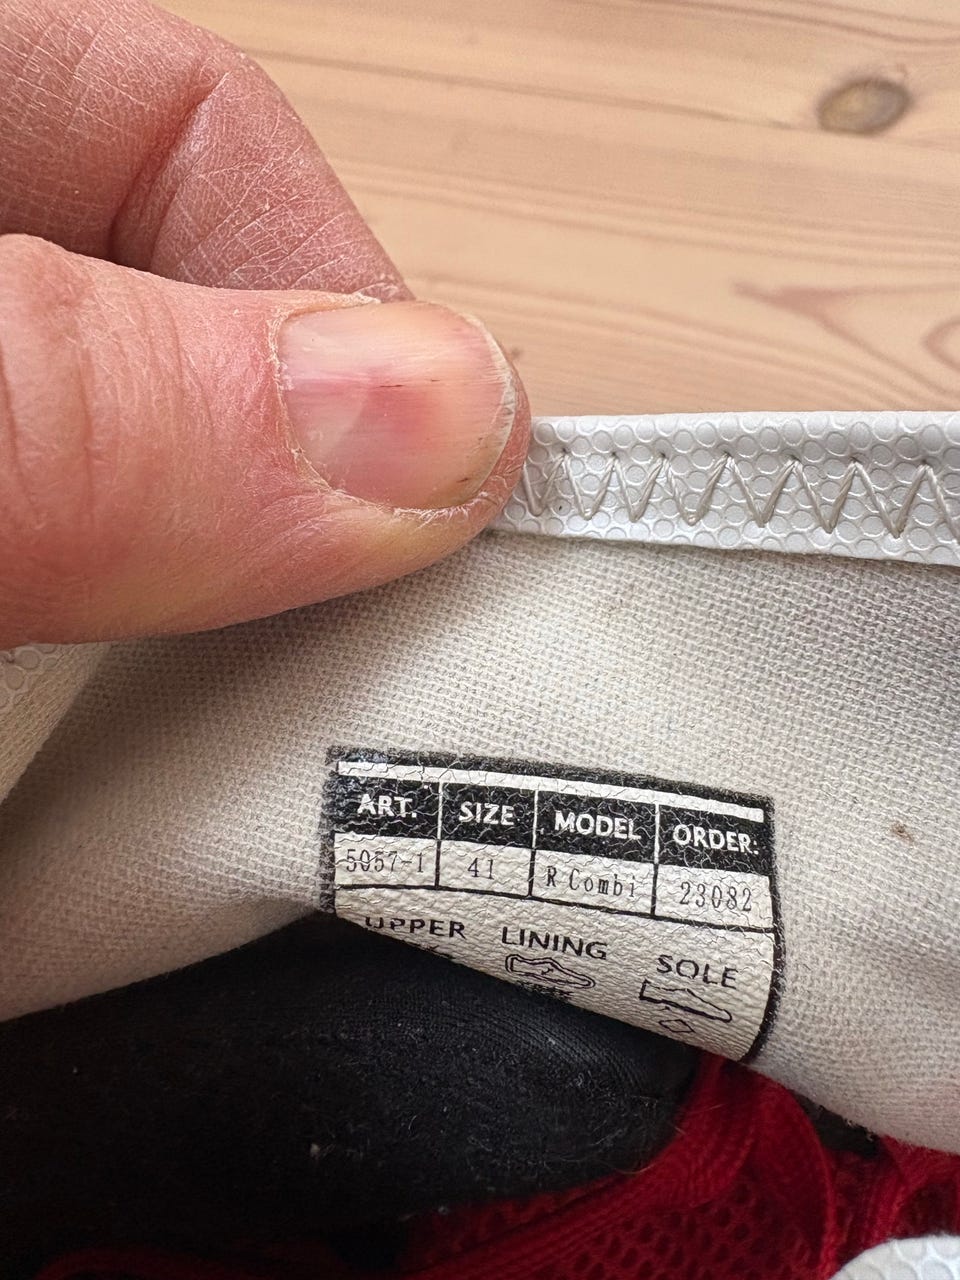 ART. SIZE MODEL ORDER:
5057-1 41 R Combi 23082
UPPER LINING SOLE